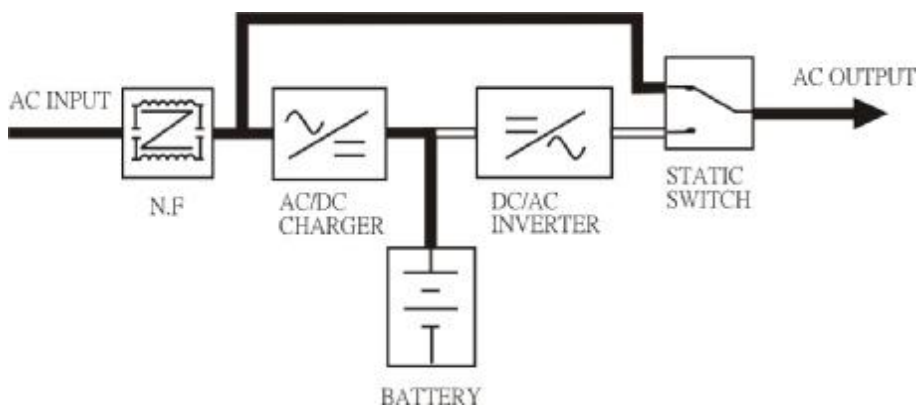 AC INPUT
N.F
AC/DC
CHARGER
DC/AC
INVERTER
STATIC
SWITCH
AC OUTPUT
BATTERY